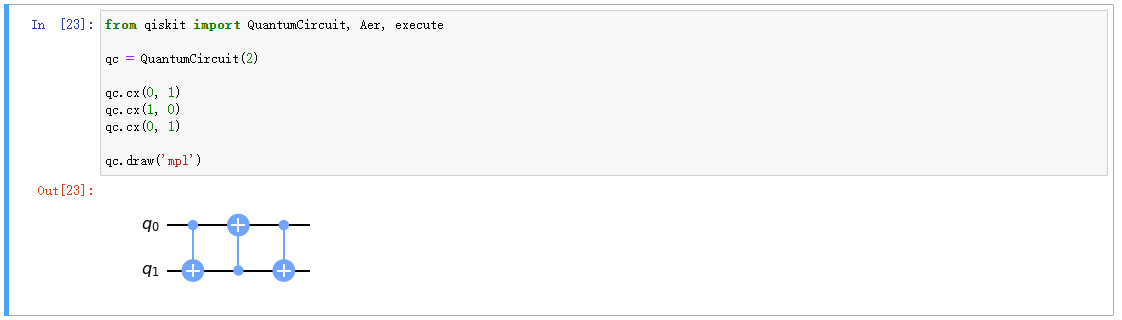 In [23]: from qiskit import QuantumCircuit, Aer, execute
qc = QuantumCircuit(2)
qc.cx(0, 1)
qc.cx(1, 0)
qc.cx(0, 1)
qc.draw('mpl')
Out[23]:
q0
q1